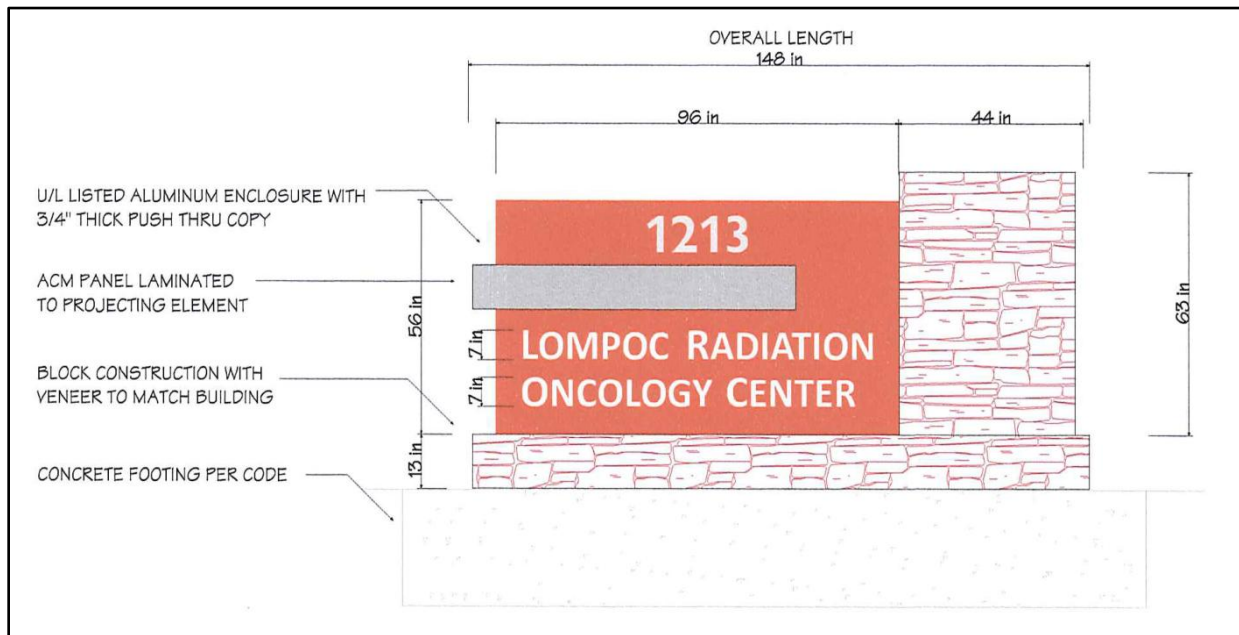 OVERALL LENGTH
148 in
96 in
44 in
U/L LISTED ALUMINUM ENCLOSURE WITH
3/4" THICK PUSH THRU COPY
1213
ACM PANEL LAMINATED
TO PROJECTING ELEMENT
56 in
63 in
7 in
LOMPOC RADIATION
BLOCK CONSTRUCTION WITH
VENEER TO MATCH BUILDING
7 in
ONCOLOGY CENTER
13 in
CONCRETE FOOTING PER CODE